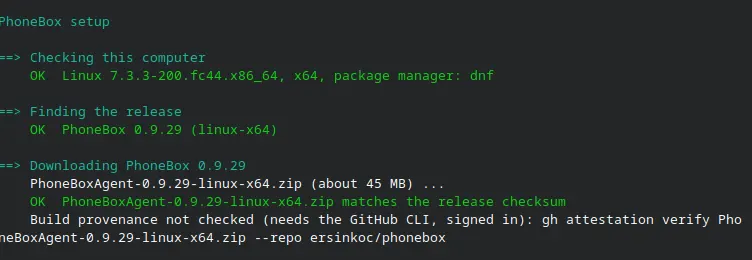 PhoneBox setup
==> Checking this computer
OK  Linux 7.3.3-200.fc44.x86_64, x64, package manager: dnf
==> Finding the release
OK  PhoneBox 0.9.29 (linux-x64)
==> Downloading PhoneBox 0.9.29
PhoneBoxAgent-0.9.29-linux-x64.zip (about 45 MB) ...
OK  PhoneBoxAgent-0.9.29-linux-x64.zip matches the release checksum
Build provenance not checked (needs the GitHub CLI, signed in): gh attestation verify Pho
neBoxAgent-0.9.29-linux-x64.zip --repo ersinkoc/phonebox